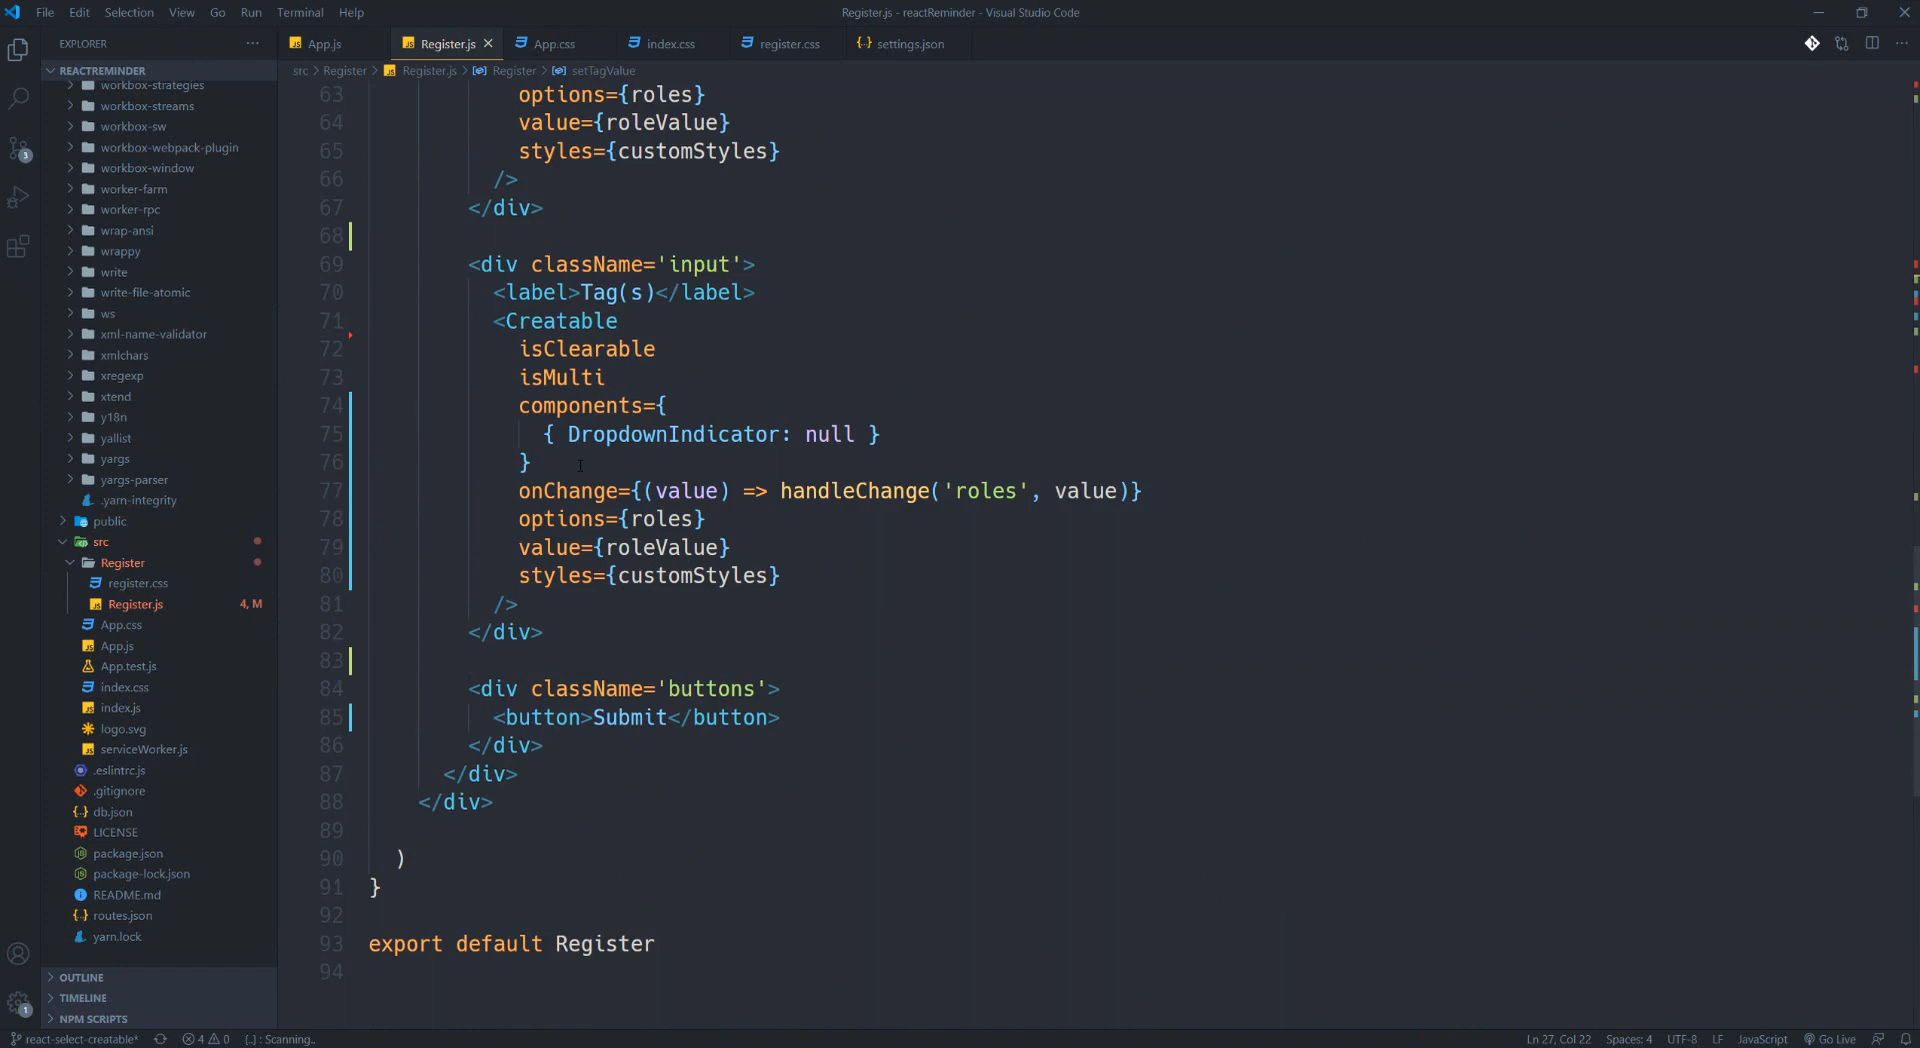 File Edit Selection View Go Run Terminal Help
Register.js - reactReminder - Visual Studio Code
EXPLORER
App.js
Register.js
App.css
index.css
register.css
settings.json
REACTREMINDER
src > Register > Register.js > Register > setTagValue
workbox-strategies
workbox-streams
workbox-sw
workbox-webpack-plugin
workbox-window
worker-farm
worker-rpc
wrap-ansi
wrappy
write
write-file-atomic
ws
xml-name-validator
xmlchars
xregexp
xtend
y18n
yallist
yargs
yargs-parser
.yarn-integrity
public
src
Register
register.css
Register.js 4, M
App.css
App.js
App.test.js
index.css
index.js
logo.svg
serviceWorker.js
.eslintrc.js
.gitignore
db.json
LICENSE
package.json
package-lock.json
README.md
routes.json
yarn.lock
OUTLINE
TIMELINE
NPM SCRIPTS
3
1
63 options={roles}
64 value={roleValue}
65 styles={customStyles}
66 />
67 </div>
68
69 <div className='input'>
70 <label>Tag(s)</label>
71 <Creatable
72 isClearable
73 isMulti
74 components={
75 { DropdownIndicator: null }
76 }
77 onChange={(value) => handleChange('roles', value)}
78 options={roles}
79 value={roleValue}
80 styles={customStyles}
81 />
82 </div>
83
84 <div className='buttons'>
85 <button>Submit</button>
86 </div>
87 </div>
88 </div>
89
90 )
91 }
92
93 export default Register
94
react-select-creatable* 4 0 {..} : Scanning..
Ln 27, Col 22 Spaces: 4 UTF-8 LF JavaScript Go Live